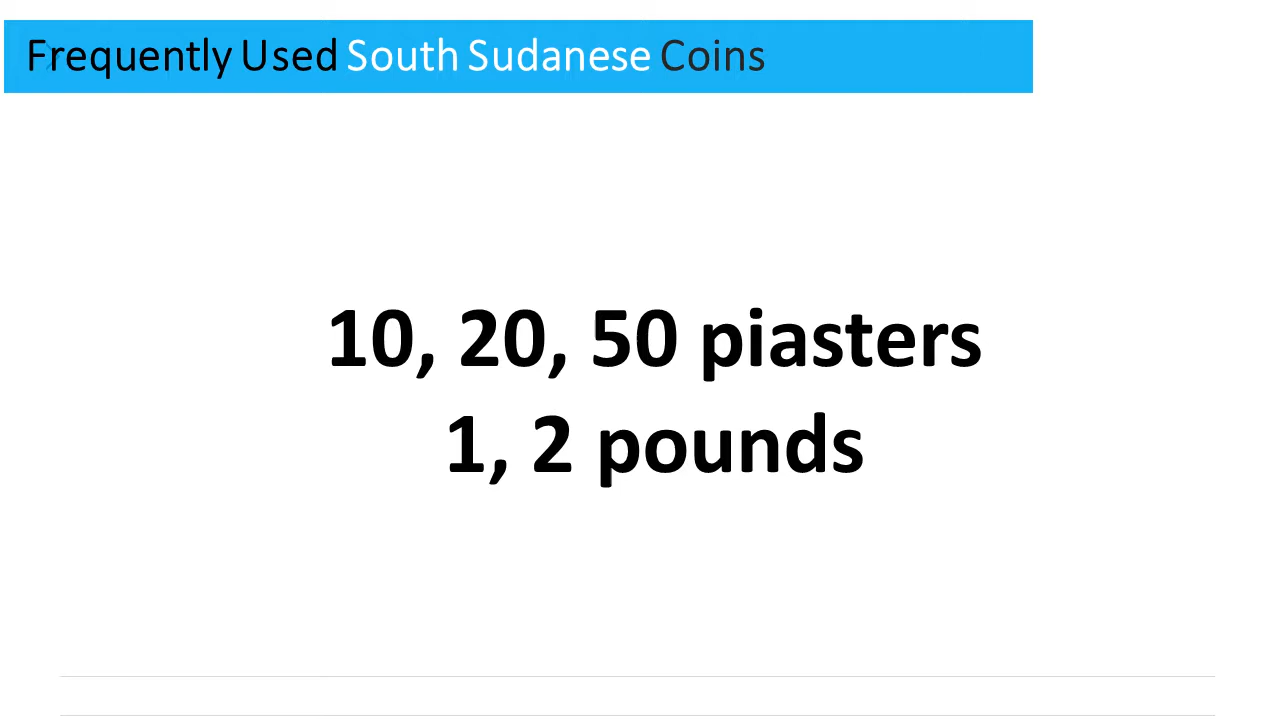 Frequently Used South Sudanese Coins
10, 20, 50 piasters
1, 2 pounds